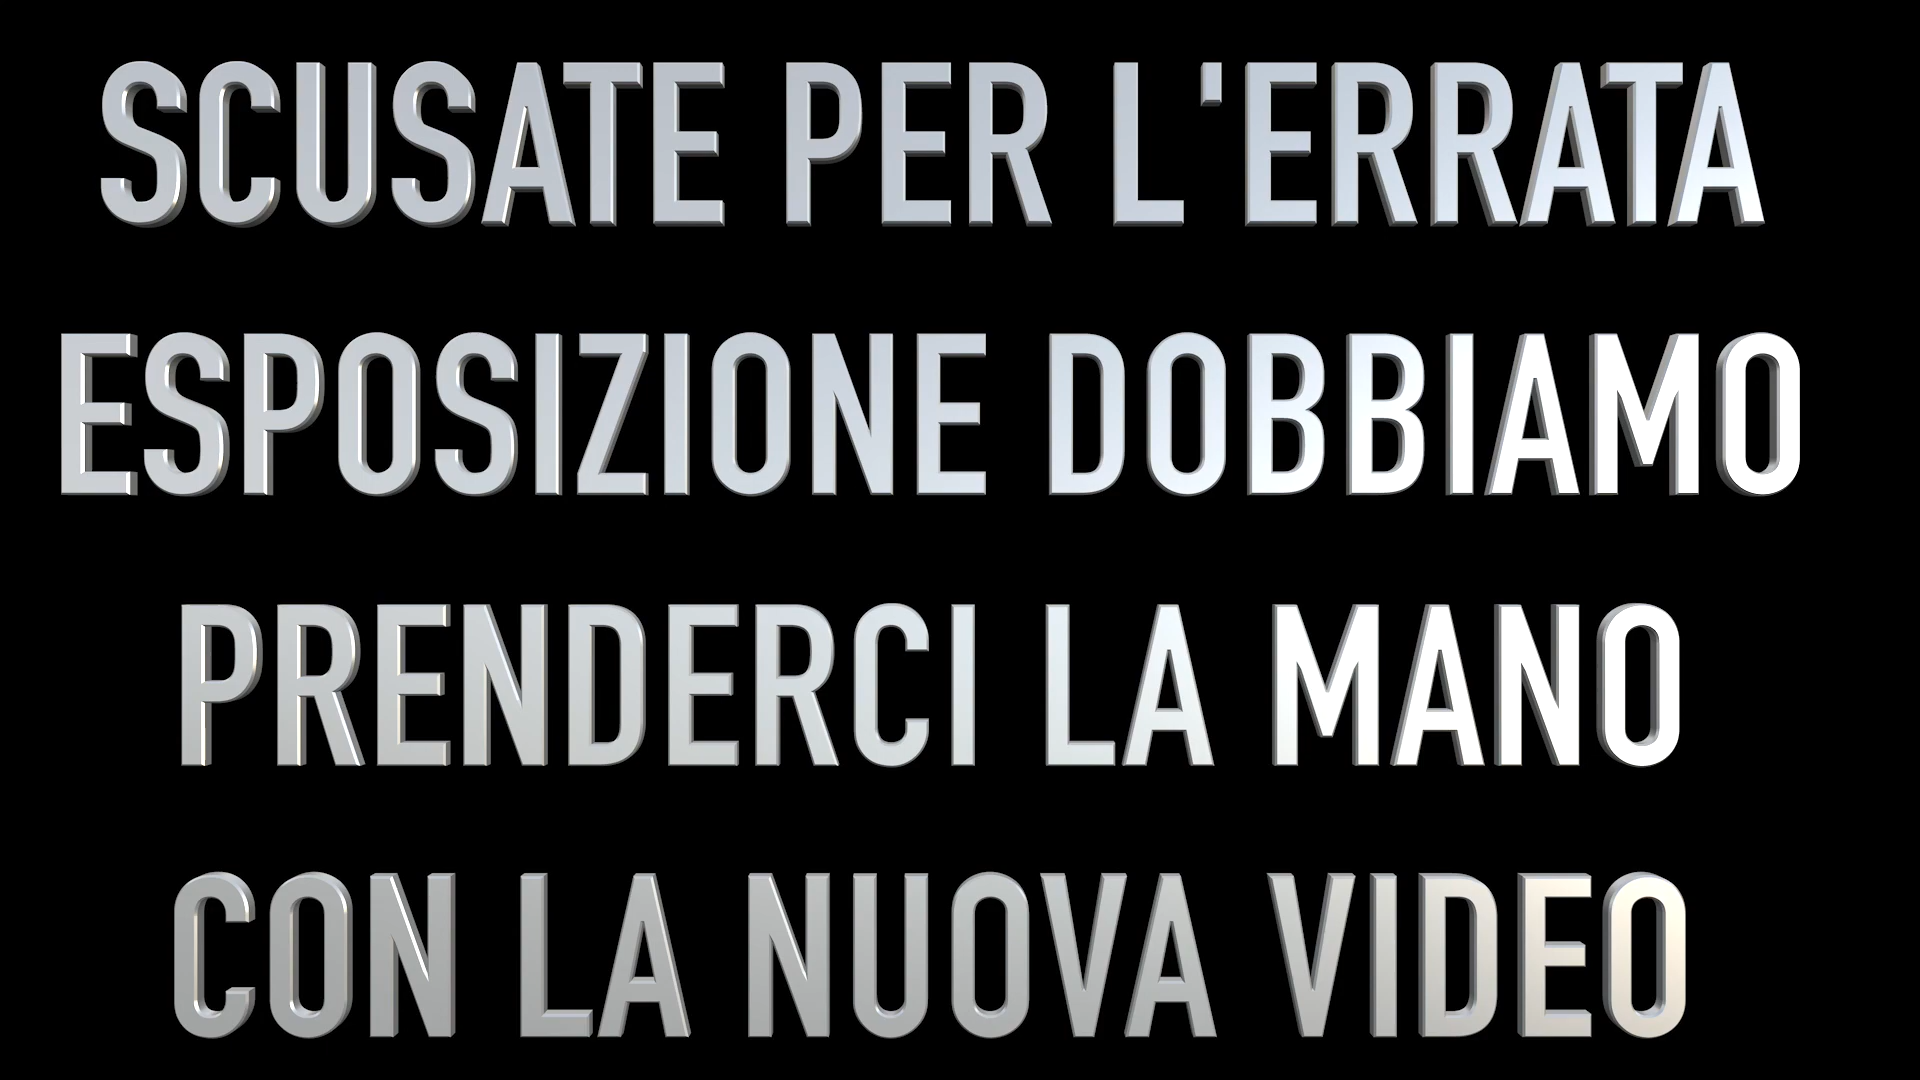 SCUSATE PER L'ERRATA
ESPOSIZIONE DOBBIAMO
PRENDERCI LA MANO
CON LA NUOVA VIDEO